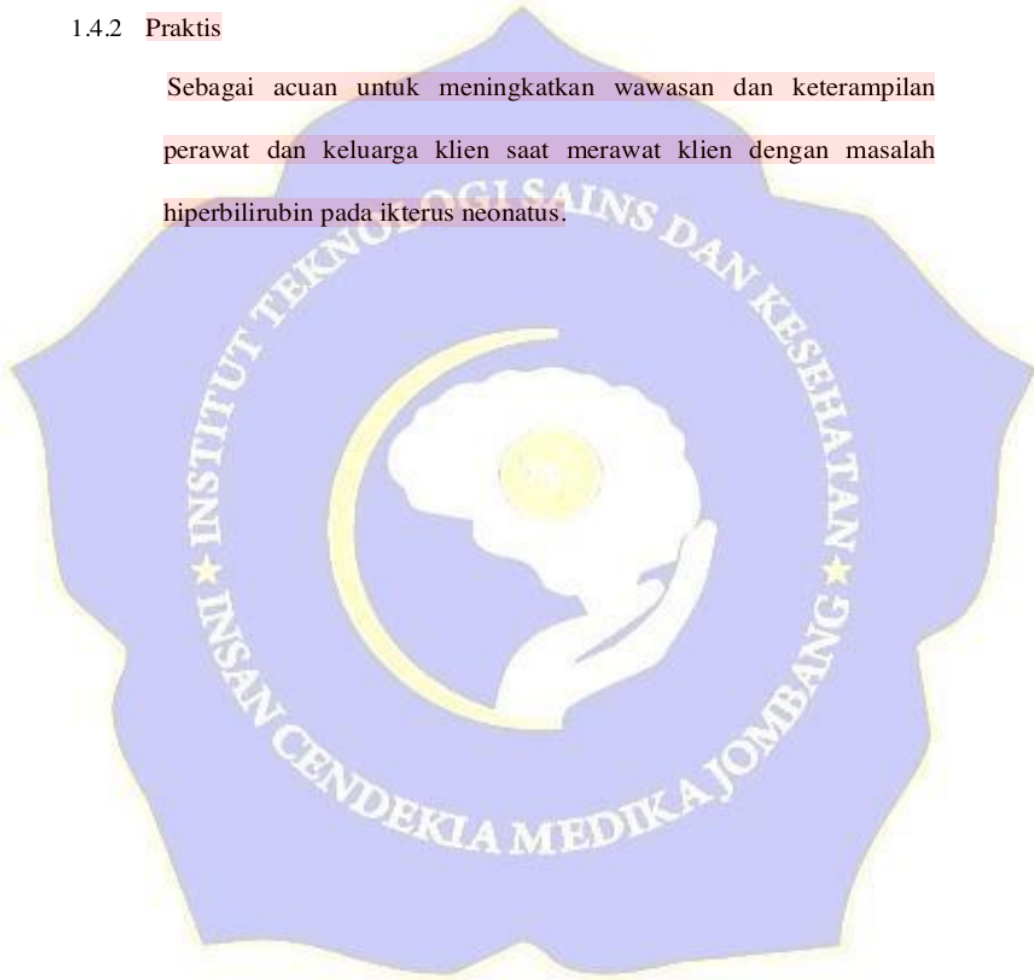 1.4.2 Praktis
Sebagai acuan untuk meningkatkan wawasan dan keterampilan
perawat dan keluarga klien saat merawat klien dengan masalah
hiperbilirubin pada ikterus neonatus.
INSTITUT TEKNOLOGI SAINS DAN KESEHATAN
INSAN CENDEKIA MEDIKA JOMBANG